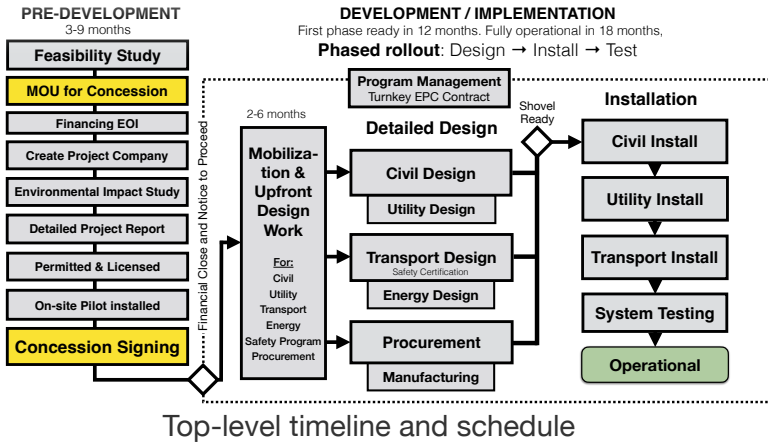 PRE-DEVELOPMENT
3-9 months
Feasibility Study
MOU for Concession
Financing EOI
Create Project Company
Environmental Impact Study
Detailed Project Report
Permitted & Licensed
On-site Pilot installed
Concession Signing
Financial Close and Notice to Proceed
DEVELOPMENT / IMPLEMENTATION
First phase ready in 12 months. Fully operational in 18 months,
Phased rollout: Design → Install → Test
Program Management
Turnkey EPC Contract
2-6 months
Mobiliza-
tion &
Upfront
Design
Work
For:
Civil
Utility
Transport
Energy
Safety Program
Procurement
Detailed Design
Civil Design
Utility Design
Transport Design
Safety Certification
Energy Design
Procurement
Manufacturing
Shovel
Ready
Installation
Civil Install
Utility Install
Transport Install
System Testing
Operational
Top-level timeline and schedule